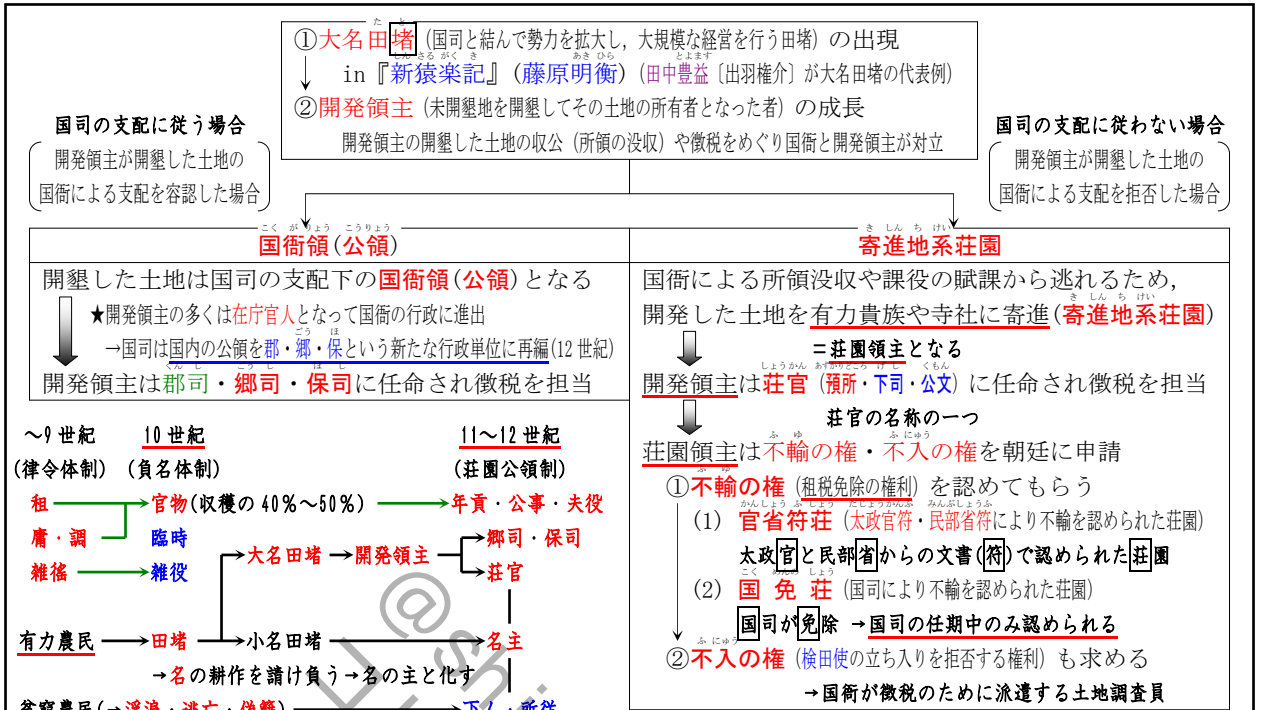 ①大名田堵（国司と結んで勢力を拡大し，大規模な経営を行う田堵）の出現
in『新猿楽記』（藤原明衡）（田中豊益〔出羽権介〕が大名田堵の代表例）
②開発領主（未開墾地を開墾してその土地の所有者となった者）の成長
開発領主の開墾した土地の収公（所領の没収）や徴税をめぐり国衙と開発領主が対立
国司の支配に従う場合
開発領主が開墾した土地の
国衙による支配を容認した場合
国司の支配に従わない場合
開発領主が開墾した土地の
国衙による支配を拒否した場合
こくがりょう こうりょう
国衙領(公領)
開墾した土地は国司の支配下の国衙領(公領)となる
★開発領主の多くは在庁官人となって国衙の行政に進出
→国司は国内の公領を郡・郷・保という新たな行政単位に再編(12世紀)
開発領主は郡司・郷司・保司に任命され徴税を担当
きしんちけい
寄進地系荘園
国衙による所領没収や課役の賦課から逃れるため，
開発した土地を有力貴族や寺社に寄進(寄進地系荘園)
＝荘園領主となる
開発領主は荘官（預所・下司・公文）に任命され徴税を担当
荘官の名称の一つ
荘園領主は不輸の権・不入の権を朝廷に申請
①不輸の権（租税免除の権利）を認めてもらう
(1) 官省符荘（太政官符・民部省符により不輸を認められた荘園）
太政官と民部省からの文書(符)で認められた荘園
(2) 国免荘（国司により不輸を認められた荘園）
国司が免除 →国司の任期中のみ認められる
②不入の権（検田使の立ち入りを拒否する権利）も求める
→国衙が徴税のために派遣する土地調査員
～9世紀 10世紀 11～12世紀
(律令体制) (負名体制) (荘園公領制)
租 官物(収穫の40％～50％) 年貢・公事・夫役
庸・調 臨時
雑徭 雑役
大名田堵 開発領主 郷司・保司
荘官
有力農民 田堵 小名田堵 名主
→名の耕作を請け負う→名の主と化す
貧窮農民(→浮浪・逃亡・偽籍) 下人・所従
@shi